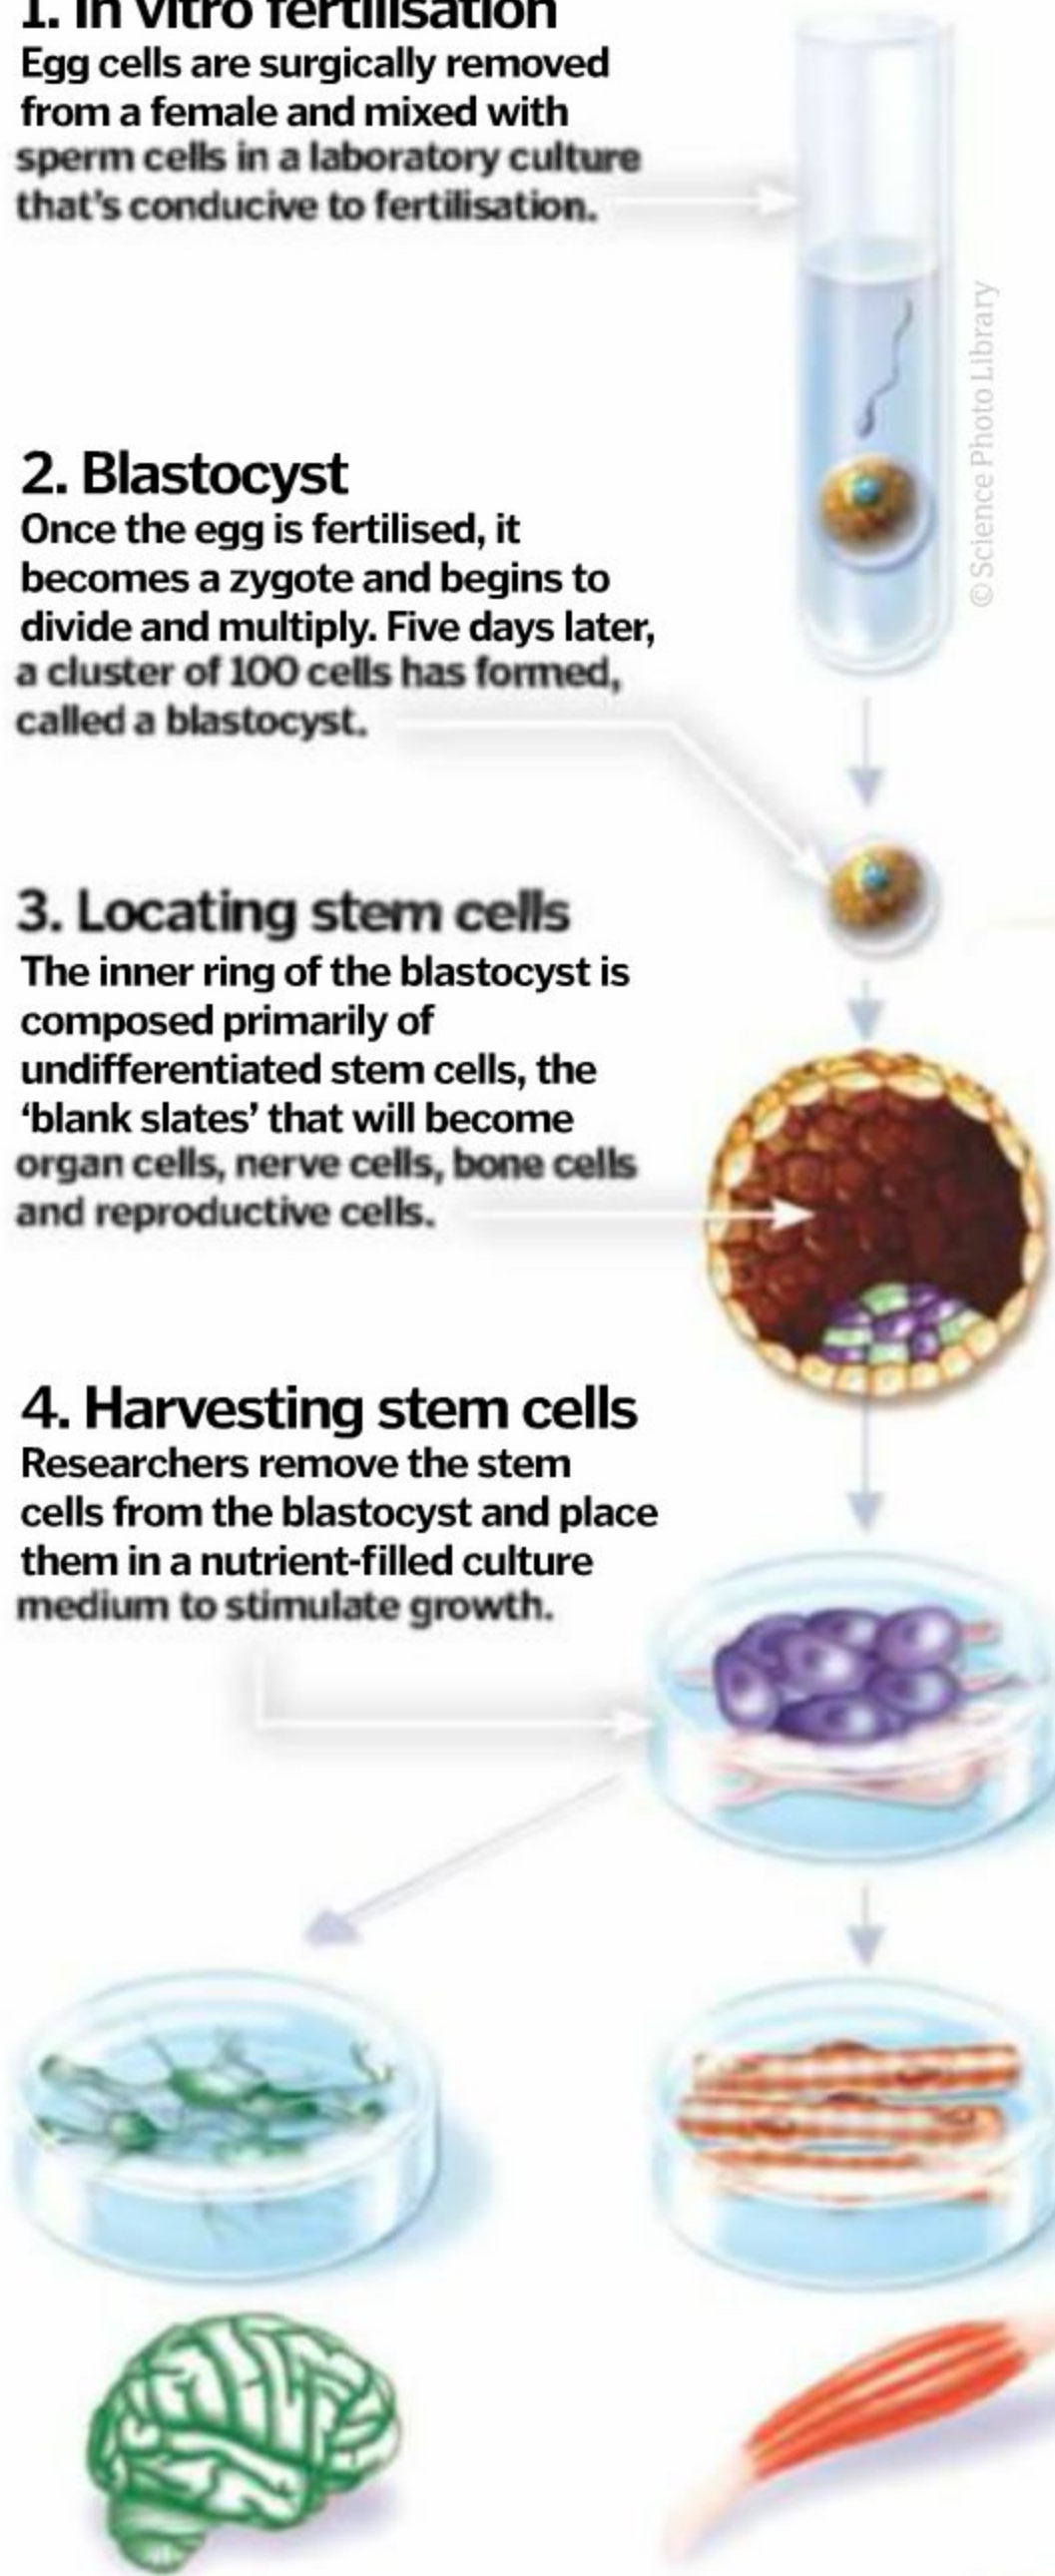 1. In vitro fertilisation
Egg cells are surgically removed
from a female and mixed with
sperm cells in a laboratory culture
that's conducive to fertilisation.
© Science Photo Library
2. Blastocyst
Once the egg is fertilised, it
becomes a zygote and begins to
divide and multiply. Five days later,
a cluster of 100 cells has formed,
called a blastocyst.
3. Locating stem cells
The inner ring of the blastocyst is
composed primarily of
undifferentiated stem cells, the
‘blank slates’ that will become
organ cells, nerve cells, bone cells
and reproductive cells.
4. Harvesting stem cells
Researchers remove the stem
cells from the blastocyst and place
them in a nutrient-filled culture
medium to stimulate growth.